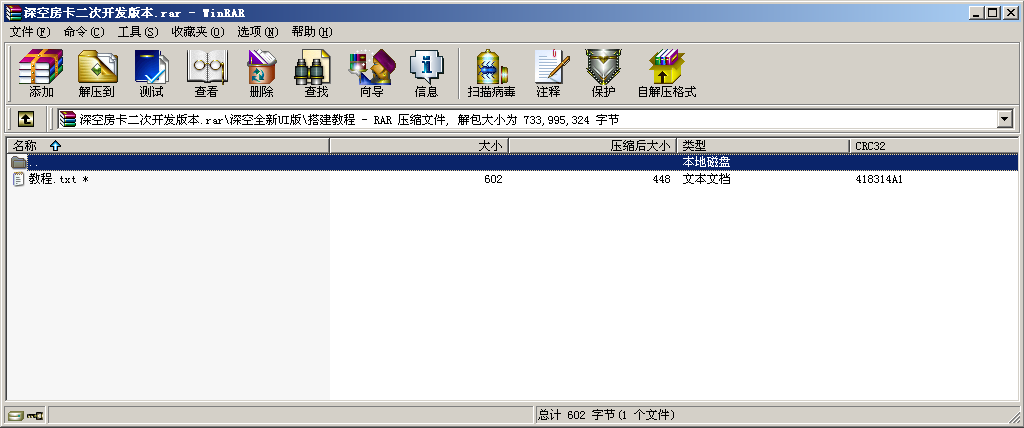 深空房卡二次开发版本.rar - WinRAR
文件(F) 命令(C) 工具(S) 收藏夹(O) 选项(N) 帮助(H)
添加 解压到 测试 查看 删除 查找 向导 信息 扫描病毒 注释 保护 自解压格式
深空房卡二次开发版本.rar\深空全新UI版\搭建教程 - RAR 压缩文件, 解包大小为 733,995,324 字节
名称 大小 压缩后大小 类型 CRC32
.. 本地磁盘
教程.txt * 602 448 文本文档 418314A1
总计 602 字节(1 个文件)